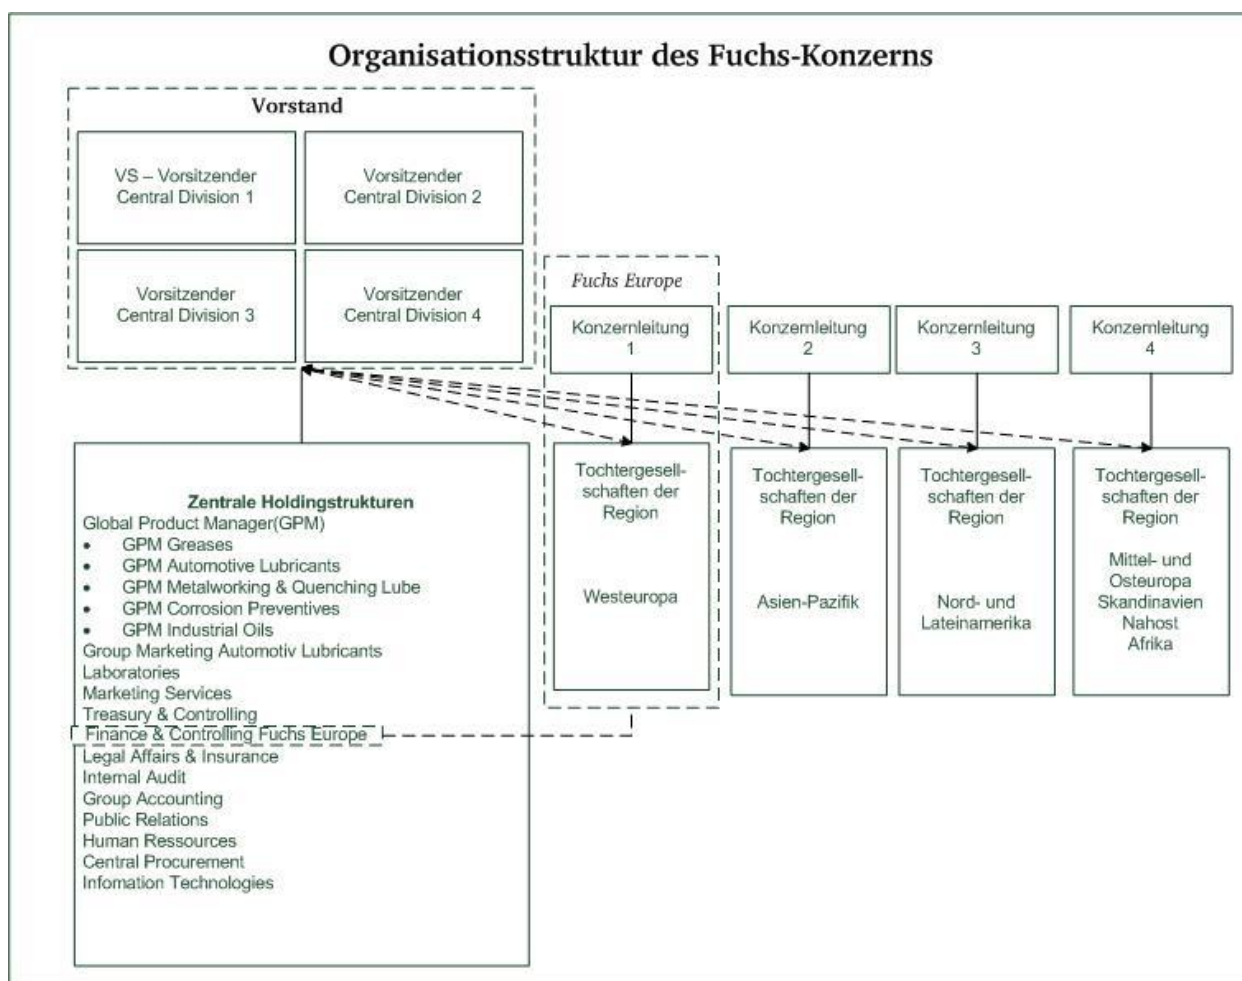 Organisationsstruktur des Fuchs-Konzerns
Vorstand
VS – Vorsitzender
Central Division 1
Vorsitzender
Central Division 2
Vorsitzender
Central Division 3
Vorsitzender
Central Division 4
Fuchs Europe
Konzernleitung
1
Konzernleitung
2
Konzernleitung
3
Konzernleitung
4
Zentrale Holdingstrukturen
Global Product Manager(GPM)
• GPM Greases
• GPM Automotive Lubricants
• GPM Metalworking & Quenching Lube
• GPM Corrosion Preventives
• GPM Industrial Oils
Group Marketing Automotiv Lubricants
Laboratories
Marketing Services
Treasury & Controlling
Finance & Controlling Fuchs Europe
Legal Affairs & Insurance
Internal Audit
Group Accounting
Public Relations
Human Ressources
Central Procurement
Infomation Technologies
Tochtergesell-
schaften der
Region
Westeuropa
Tochtergesell-
schaften der
Region
Asien-Pazifik
Tochtergesell-
schaften der
Region
Nord- und
Lateinamerika
Tochtergesell-
schaften der
Region
Mittel- und
Osteuropa
Skandinavien
Nahost
Afrika